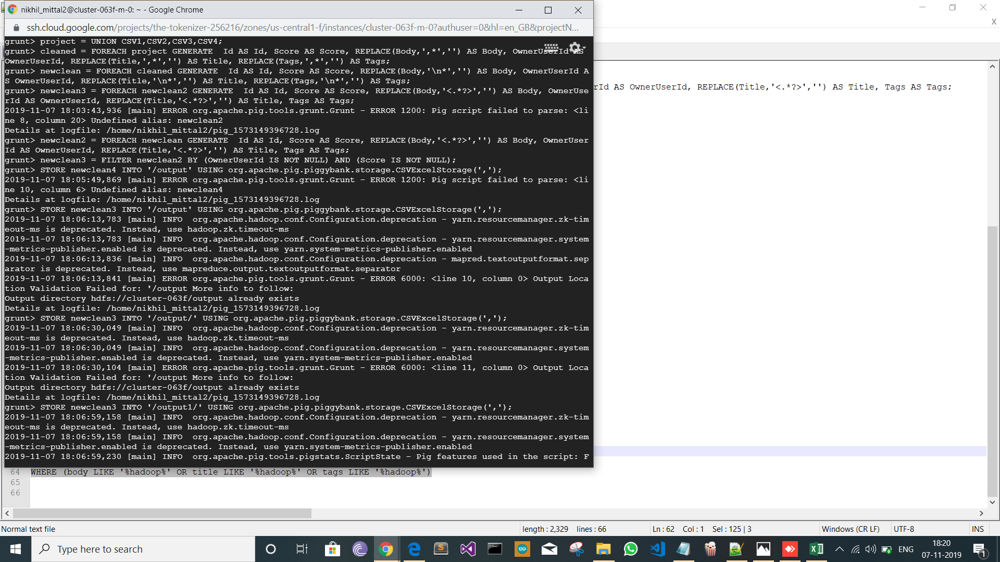 nikhil_mittal2@cluster-063f-m-0: ~ - Google Chrome
ssh.cloud.google.com/projects/the-tokenizer-256216/zones/us-central1-f/instances/cluster-063f-m-0?authuser=0&hl=en_GB&projectN...
X
grunt> project = UNION CSV1,CSV2,CSV3,CSV4;
grunt> cleaned = FOREACH project GENERATE  Id AS Id, Score AS Score, REPLACE(Body,',*','') AS Body, OwnerUserId AS
OwnerUserId, REPLACE(Title,',*','') AS Title, REPLACE(Tags,',*','') AS Tags;
grunt> newclean = FOREACH cleaned GENERATE  Id AS Id, Score AS Score, REPLACE(Body,'\n*','') AS Body, OwnerUserId A
S OwnerUserId, REPLACE(Title,'\n*','') AS Title, REPLACE(Tags,'\n*','') AS Tags;
rId AS OwnerUserId, REPLACE(Title,'<.*?>','') AS Title, Tags AS Tags;
grunt> newclean3 = FOREACH newclean2 GENERATE  Id AS Id, Score AS Score, REPLACE(Body,'<.*?>','') AS Body, OwnerUse
rId AS OwnerUserId, REPLACE(Title,'<.*?>','') AS Title, Tags AS Tags;
2019-11-07 18:03:43,936 [main] ERROR org.apache.pig.tools.grunt.Grunt - ERROR 1200: Pig script failed to parse: <li
ne 8, column 20> Undefined alias: newclean2
Details at logfile: /home/nikhil_mittal2/pig_1573149396728.log
grunt> newclean2 = FOREACH newclean GENERATE  Id AS Id, Score AS Score, REPLACE(Body,'<.*?>','') AS Body, OwnerUser
Id AS OwnerUserId, REPLACE(Title,'<.*?>','') AS Title, Tags AS Tags;
grunt> newclean3 = FILTER newclean2 BY (OwnerUserId IS NOT NULL) AND (Score IS NOT NULL);
grunt> STORE newclean4 INTO '/output' USING org.apache.pig.piggybank.storage.CSVExcelStorage(',');
2019-11-07 18:05:49,869 [main] ERROR org.apache.pig.tools.grunt.Grunt - ERROR 1200: Pig script failed to parse: <li
ne 10, column 6> Undefined alias: newclean4
Details at logfile: /home/nikhil_mittal2/pig_1573149396728.log
grunt> STORE newclean3 INTO '/output' USING org.apache.pig.piggybank.storage.CSVExcelStorage(',');
2019-11-07 18:06:13,783 [main] INFO  org.apache.hadoop.conf.Configuration.deprecation - yarn.resourcemanager.zk-tim
eout-ms is deprecated. Instead, use hadoop.zk.timeout-ms
2019-11-07 18:06:13,783 [main] INFO  org.apache.hadoop.conf.Configuration.deprecation - yarn.resourcemanager.system
-metrics-publisher.enabled is deprecated. Instead, use yarn.system-metrics-publisher.enabled
2019-11-07 18:06:13,836 [main] INFO  org.apache.hadoop.conf.Configuration.deprecation - mapred.textoutputformat.sep
arator is deprecated. Instead, use mapreduce.output.textoutputformat.separator
2019-11-07 18:06:13,841 [main] ERROR org.apache.pig.tools.grunt.Grunt - ERROR 6000: <line 10, column 0> Output Loca
tion Validation Failed for: '/output More info to follow:
Output directory hdfs://cluster-063f/output already exists
Details at logfile: /home/nikhil_mittal2/pig_1573149396728.log
grunt> STORE newclean3 INTO '/output/' USING org.apache.pig.piggybank.storage.CSVExcelStorage(',');
2019-11-07 18:06:30,049 [main] INFO  org.apache.hadoop.conf.Configuration.deprecation - yarn.resourcemanager.zk-tim
eout-ms is deprecated. Instead, use hadoop.zk.timeout-ms
2019-11-07 18:06:30,049 [main] INFO  org.apache.hadoop.conf.Configuration.deprecation - yarn.resourcemanager.system
-metrics-publisher.enabled is deprecated. Instead, use yarn.system-metrics-publisher.enabled
2019-11-07 18:06:30,104 [main] ERROR org.apache.pig.tools.grunt.Grunt - ERROR 6000: <line 11, column 0> Output Loca
tion Validation Failed for: '/output More info to follow:
Output directory hdfs://cluster-063f/output already exists
Details at logfile: /home/nikhil_mittal2/pig_1573149396728.log
grunt> STORE newclean3 INTO '/output1/' USING org.apache.pig.piggybank.storage.CSVExcelStorage(',');
2019-11-07 18:06:59,158 [main] INFO  org.apache.hadoop.conf.Configuration.deprecation - yarn.resourcemanager.zk-tim
eout-ms is deprecated. Instead, use hadoop.zk.timeout-ms
2019-11-07 18:06:59,158 [main] INFO  org.apache.hadoop.conf.Configuration.deprecation - yarn.resourcemanager.system
-metrics-publisher.enabled is deprecated. Instead, use yarn.system-metrics-publisher.enabled
2019-11-07 18:06:59,230 [main] INFO  org.apache.pig.tools.pigstats.ScriptState - Pig features used in the script: F
64 WHERE (body LIKE '%hadoop%' OR title LIKE '%hadoop%' OR tags LIKE '%hadoop%')
65
66
Normal text file length : 2,329 lines : 66 Ln : 62 Col : 1 Sel : 125 | 3 Windows (CR LF) UTF-8 INS
Type here to search
ENG
18:20
07-11-2019
1